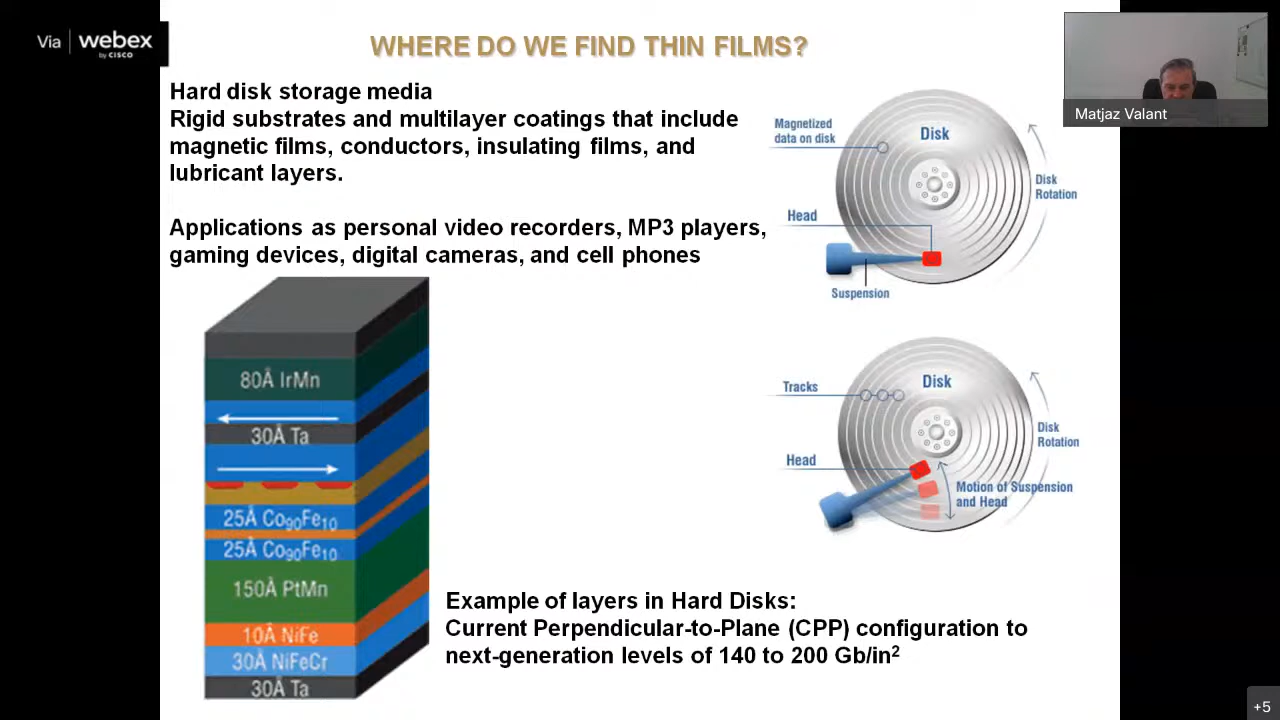 Via webex
by CISCO
WHERE DO WE FIND THIN FILMS?
Matjaz Valant
Hard disk storage media
Rigid substrates and multilayer coatings that include
magnetic films, conductors, insulating films, and
lubricant layers.
Applications as personal video recorders, MP3 players,
gaming devices, digital cameras, and cell phones
Magnetized
data on disk
Disk
Disk
Rotation
Head
Suspension
80Å IrMn
30Å Ta
25Å Co90Fe10
25Å Co90Fe10
150Å PtMn
10Å NiFe
30Å NiFeCr
30Å Ta
Tracks
Disk
Disk
Rotation
Head
Motion of Suspension
and Head
Example of layers in Hard Disks:
Current Perpendicular-to-Plane (CPP) configuration to
next-generation levels of 140 to 200 Gb/in²
+5